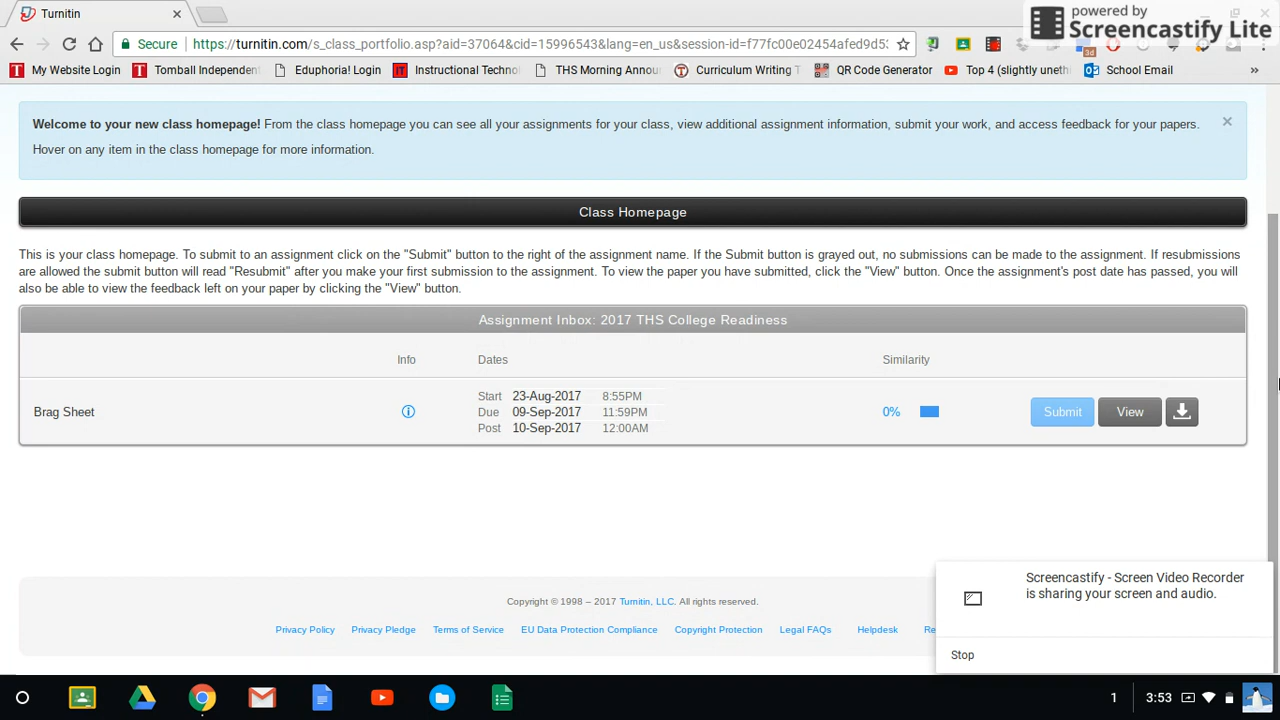 Turnitin
powered by
Screencastify Lite
Secure
https://turnitin.com/s_class_portfolio.asp?aid=37064&cid=15996543&lang=en_us&session-id=f77fc00e02454afed9d53
3d
My Website Login
Tomball Independen
Eduphoria! Login
Instructional Techno
THS Morning Annou
Curriculum Writing T
QR Code Generator
Top 4 (slightly uneth
School Email
»
Welcome to your new class homepage! From the class homepage you can see all your assignments for your class, view additional assignment information, submit your work, and access feedback for your papers.
Hover on any item in the class homepage for more information.
Class Homepage
This is your class homepage. To submit to an assignment click on the "Submit" button to the right of the assignment name. If the Submit button is grayed out, no submissions can be made to the assignment. If resubmissions
are allowed the submit button will read "Resubmit" after you make your first submission to the assignment. To view the paper you have submitted, click the "View" button. Once the assignment's post date has passed, you will
also be able to view the feedback left on your paper by clicking the "View" button.
Assignment Inbox: 2017 THS College Readiness
Info Dates Similarity
Start 23-Aug-2017 8:55PM
Brag Sheet Due 09-Sep-2017 11:59PM 0% Submit View
Post 10-Sep-2017 12:00AM
Screencastify - Screen Video Recorder
is sharing your screen and audio.
Copyright © 1998 – 2017 Turnitin, LLC. All rights reserved.
Privacy Policy Privacy Pledge Terms of Service EU Data Protection Compliance Copyright Protection Legal FAQs Helpdesk Re
Stop
1 3:53